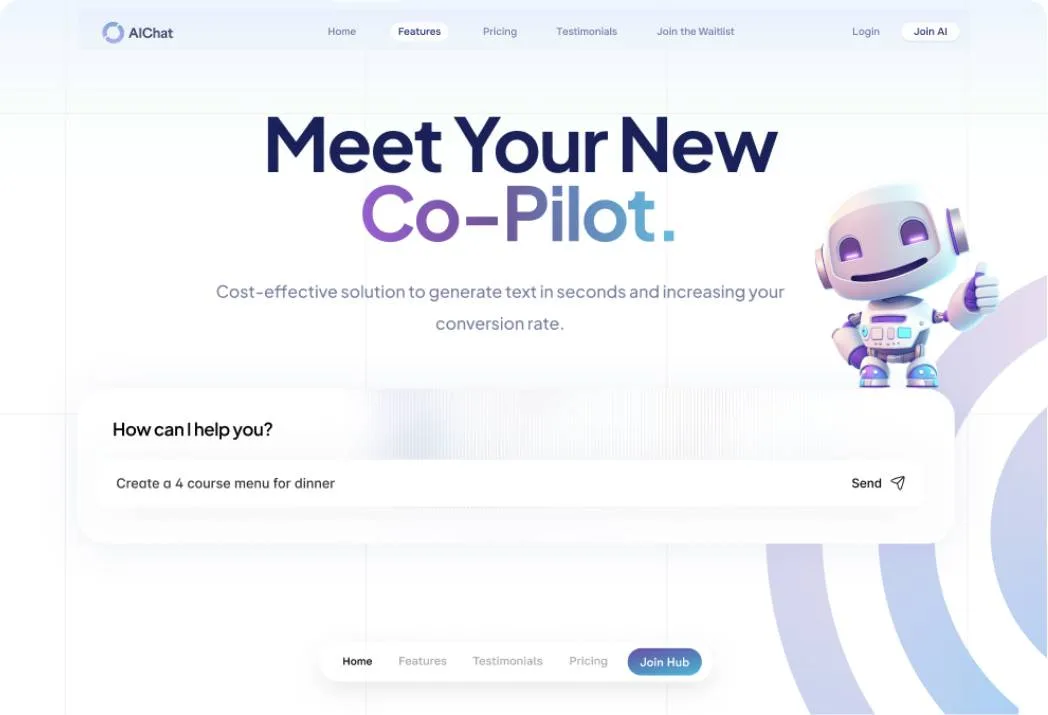 AIChat
Home Features Pricing Testimonials Join the Waitlist Login Join AI
Meet Your New
Co-Pilot.
Cost-effective solution to generate text in seconds and increasing your
conversion rate.
How can I help you?
Create a 4 course menu for dinner
Send
Home Features Testimonials Pricing Join Hub